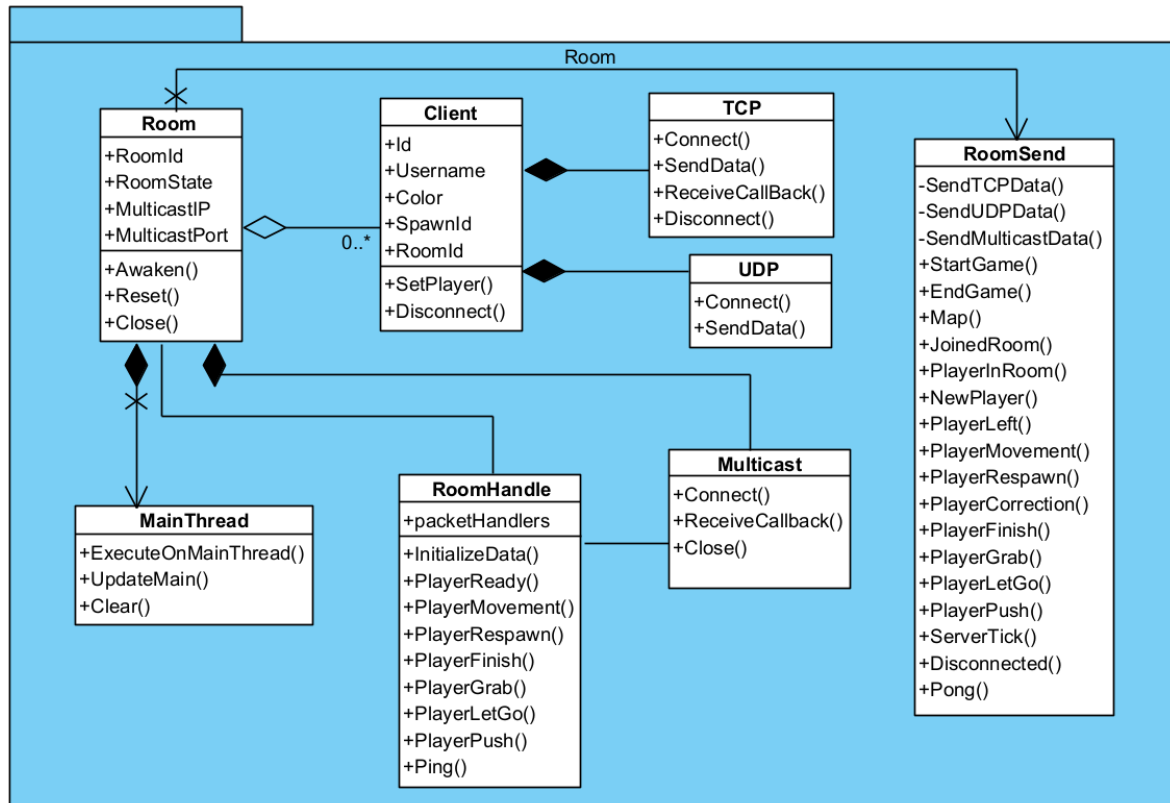 Room
Room
+RoomId
+RoomState
+MulticastIP
+MulticastPort
+Awaken()
+Reset()
+Close()
0..*
Client
+Id
+Username
+Color
+SpawnId
+RoomId
+SetPlayer()
+Disconnect()
TCP
+Connect()
+SendData()
+ReceiveCallBack()
+Disconnect()
UDP
+Connect()
+SendData()
RoomSend
-SendTCPData()
-SendUDPData()
-SendMulticastData()
+StartGame()
+EndGame()
+Map()
+JoinedRoom()
+PlayerInRoom()
+NewPlayer()
+PlayerLeft()
+PlayerMovement()
+PlayerRespawn()
+PlayerCorrection()
+PlayerFinish()
+PlayerGrab()
+PlayerLetGo()
+PlayerPush()
+ServerTick()
+Disconnected()
+Pong()
MainThread
+ExecuteOnMainThread()
+UpdateMain()
+Clear()
RoomHandle
+packetHandlers
+InitializeData()
+PlayerReady()
+PlayerMovement()
+PlayerRespawn()
+PlayerFinish()
+PlayerGrab()
+PlayerLetGo()
+PlayerPush()
+Ping()
Multicast
+Connect()
+ReceiveCallback()
+Close()